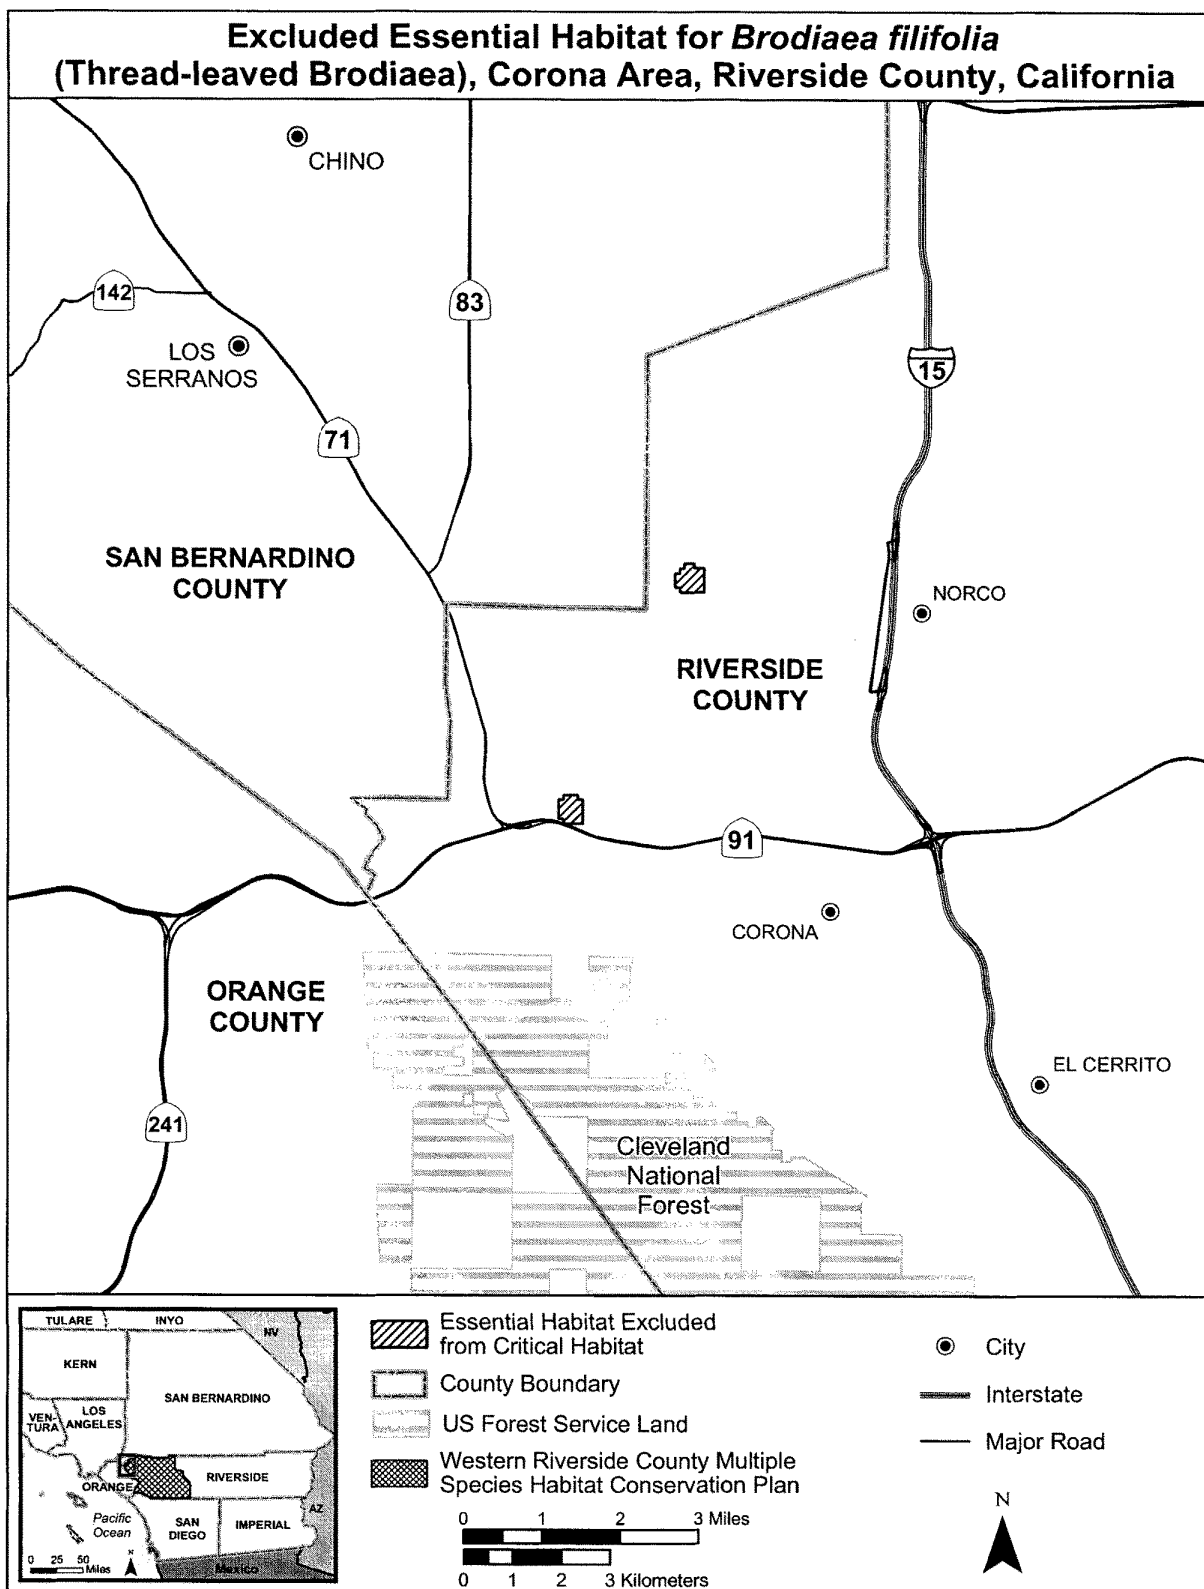 Excluded Essential Habitat for Brodiaea filifolia
(Thread-leaved Brodiaea), Corona Area, Riverside County, California
CHINO
142
83
LOS
SERRANOS
15
71
SAN BERNARDINO
COUNTY
NORCO
RIVERSIDE
COUNTY
91
CORONA
ORANGE
COUNTY
EL CERRITO
241
Cleveland
National
Forest
TULARE
INYO
NV
KERN
SAN BERNARDINO
VEN-
TURA
LOS
ANGELES
RIVERSIDE
ORANGE
AZ
Pacific
Ocean
SAN
DIEGO
IMPERIAL
0 25 50
Miles
N
Mexico
Essential Habitat Excluded
from Critical Habitat
County Boundary
US Forest Service Land
Western Riverside County Multiple
Species Habitat Conservation Plan
0 1 2 3 Miles
0 1 2 3 Kilometers
City
Interstate
Major Road
N